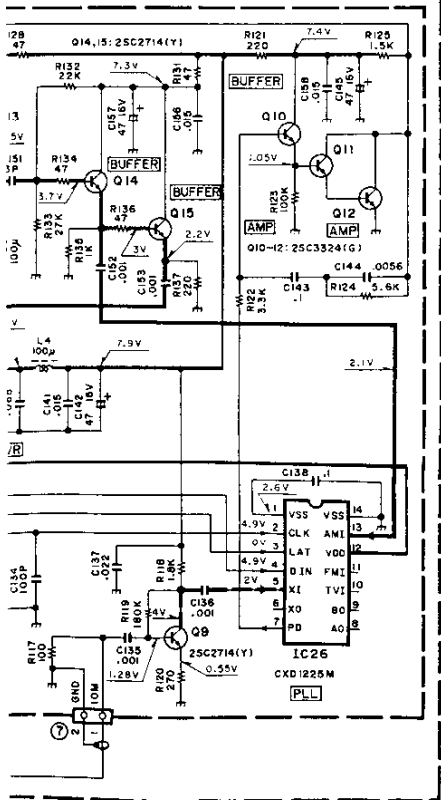 128
47
Q14,15: 2SC2714(Y)
R121
220
7.4V
R125
1.5K
R132
22K
7.3V
R131
47
BUFFER
C157
47 16V
C156
.015
C158
.015
C145
47 16V
Q10
13
5V
151
3P
R134
47
BUFFER
Q14
Q11
1.05V
3.7V
R133
27K
R136
47
BUFFER
Q15
R123
100K
Q12
AMP
AMP
Q10-12: 2SC3324(G)
100μ
R135
1K
3V
2.2V
C152
.001
C153
.001
R137
220
C144 .0056
C143
.1
R124
5.6K
R122
3.3K
V
L4
100μ
7.9V
2.1V
C141
.015
C142
47 16V
/R
C138 .1
2.6V
1
VSS
VSS
14
4.9V
2
CLK
AMI
13
0V
3
LAT
VDD
12
4.9V
4
DIN
FMI
11
2V
5
XI
TVI
10
6
XO
BO
9
7
PD
AO
8
IC26
CXD1225M
PLL
C134
100P
C137
.022
R118
1.8K
C136
.001
R119
180K
4V
Q9
2SC2714(Y)
R117
100
C135
.001
1.28V
R120
270
0.55V
GND
10M
7
2
1